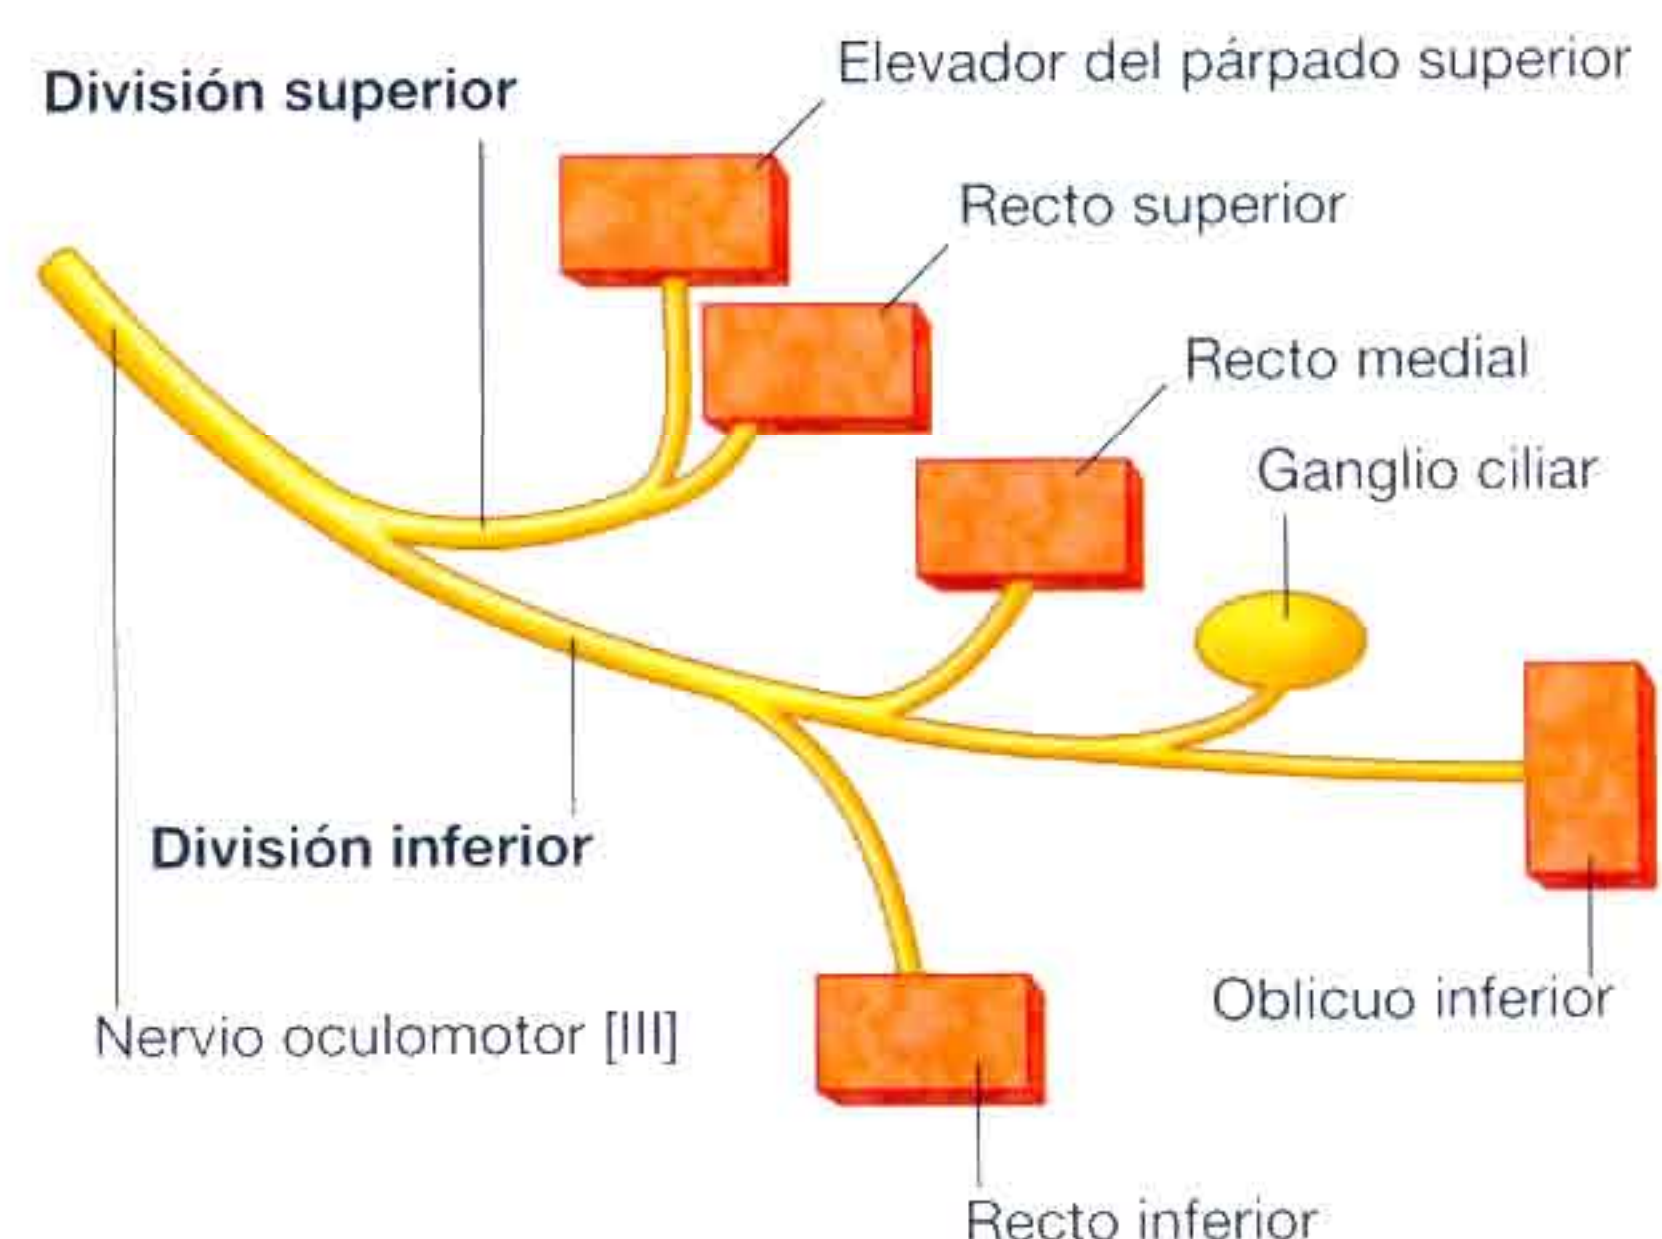 Elevador del párpado superior
División superior
Recto superior
Recto medial
Ganglio ciliar
División inferior
Oblicuo inferior
Nervio oculomotor [III]
Recto inferior